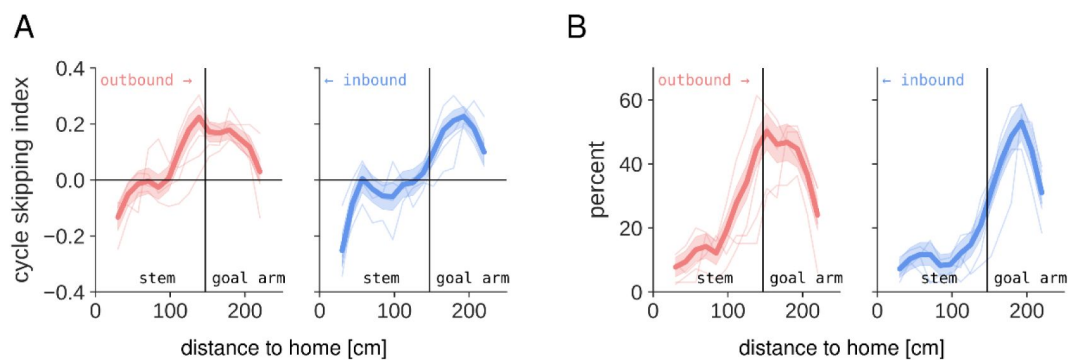 A
B
outbound →
← inbound
outbound →
← inbound
cycle skipping index
0.4
0.2
0.0
−0.2
−0.4
stem
goal arm
stem
goal arm
0
100
200
0
100
200
distance to home [cm]
percent
60
40
20
0
stem
goal arm
stem
goal arm
0
100
200
0
100
200
distance to home [cm]